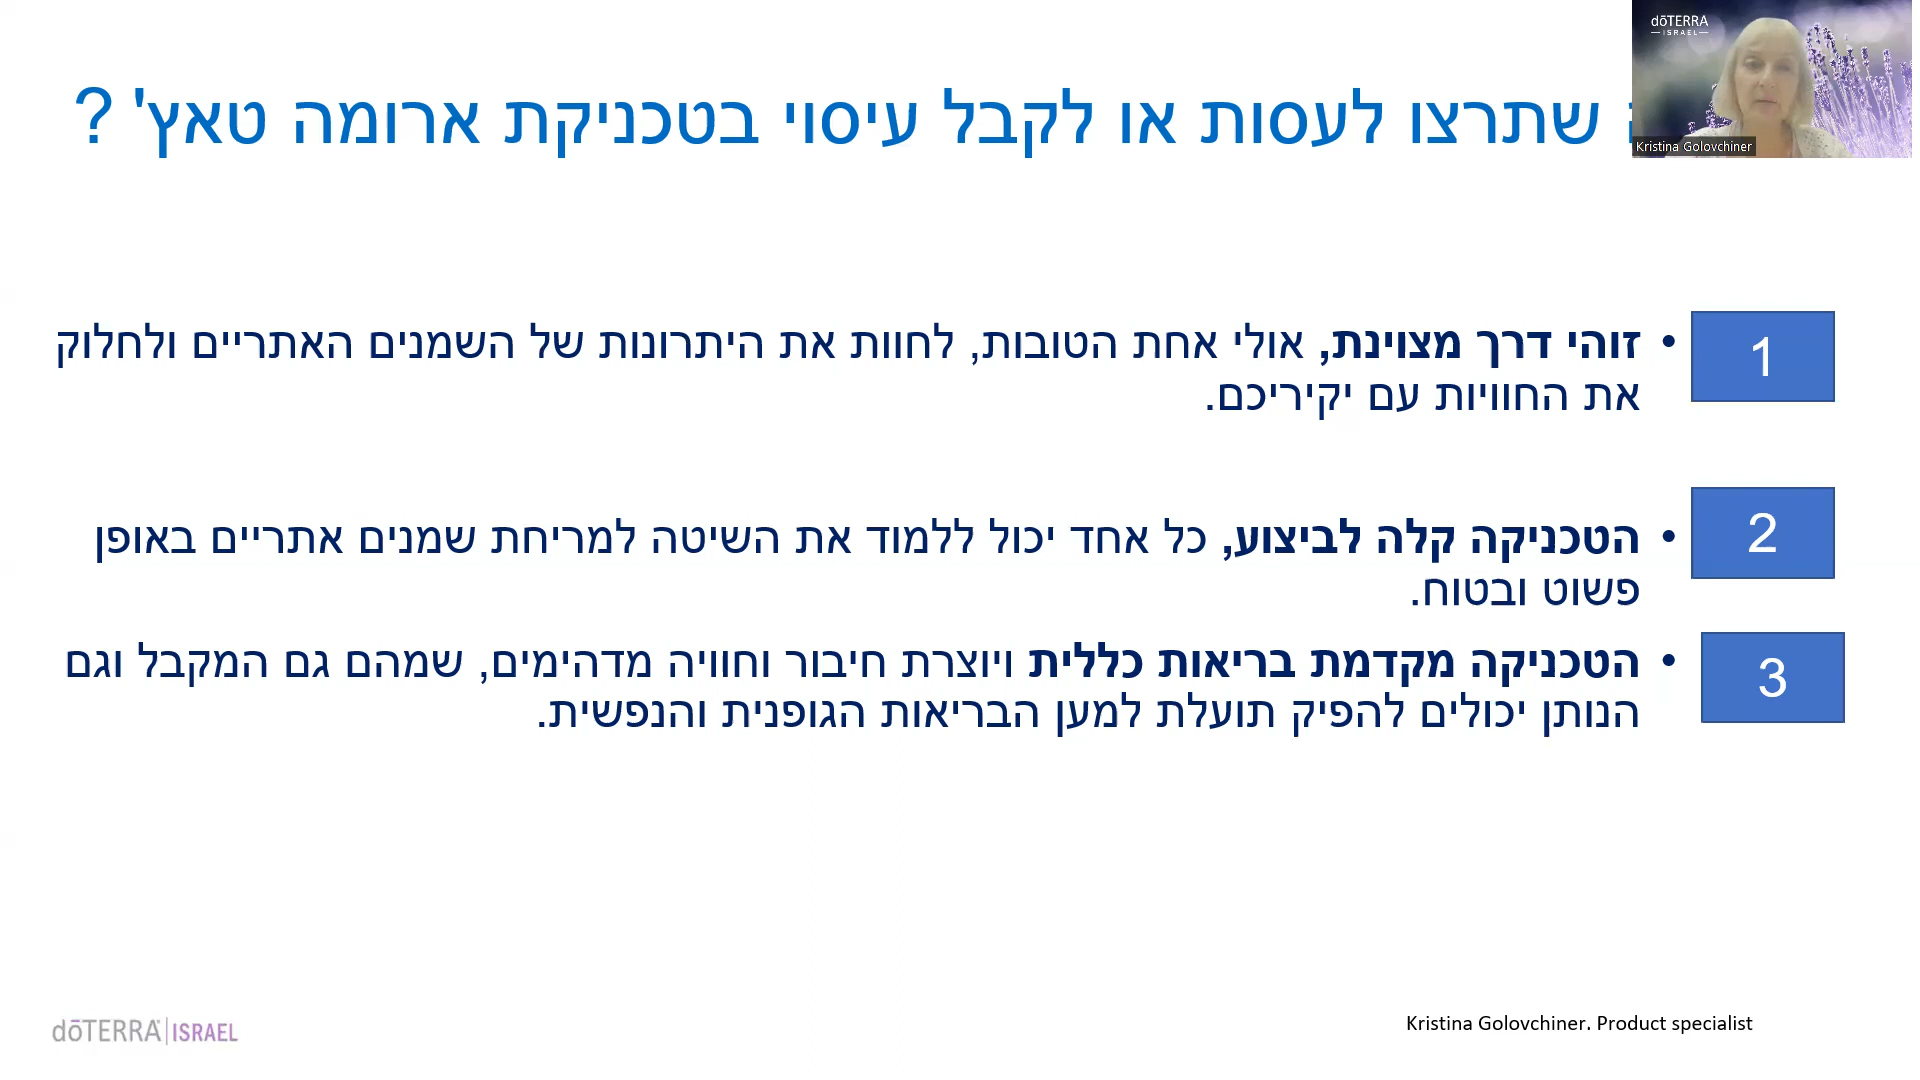 שתרצו לעסות או לקבל עיסוי בטכניקת ארומה טאץ' ?
dōTERRA
ISRAEL
Kristina Golovchiner
1
• זוהי דרך מצוינת, אולי אחת הטובות, לחוות את היתרונות של השמנים האתריים ולחלוק
את החוויות עם יקיריכם.
2
• הטכניקה קלה לביצוע, כל אחד יכול ללמוד את השיטה למריחת שמנים אתריים באופן
פשוט ובטוח.
3
• הטכניקה מקדמת בריאות כללית ויוצרת חיבור וחוויה מדהימים, שמהם גם המקבל וגם
הנותן יכולים להפיק תועלת למען הבריאות הגופנית והנפשית.
dōTERRA | ISRAEL
Kristina Golovchiner. Product specialist